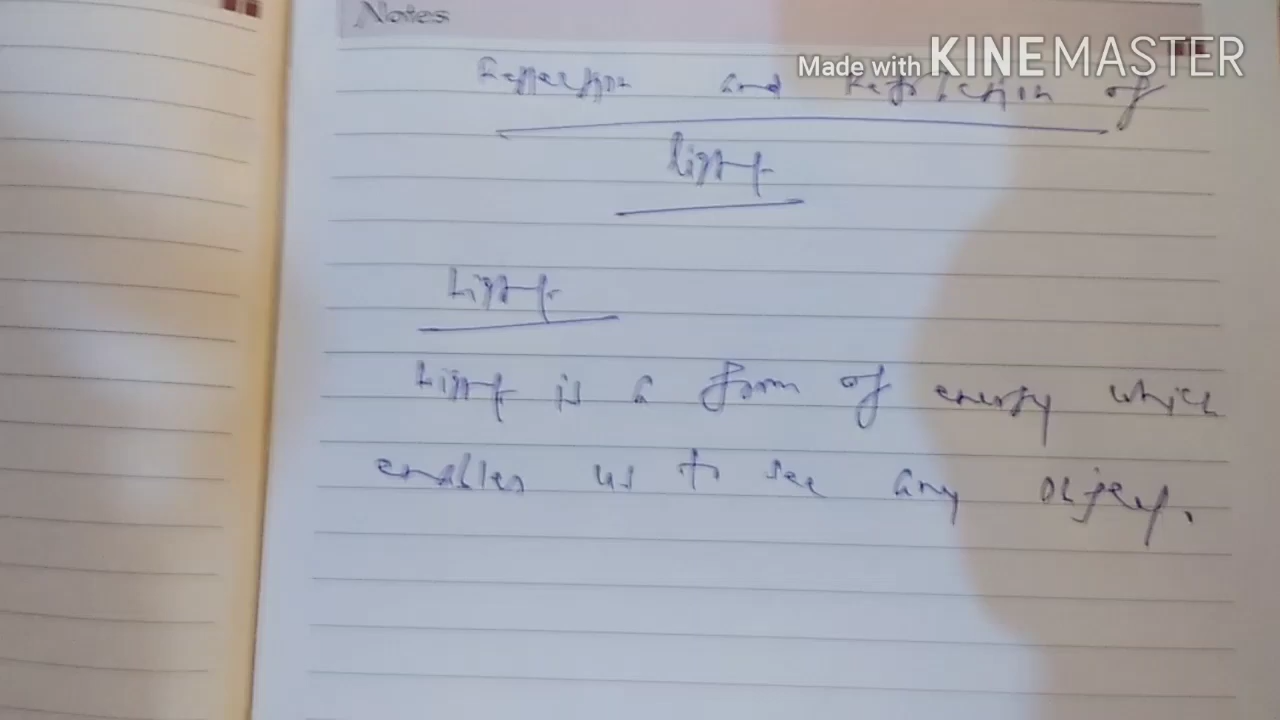 Notes
Made with KINEMASTER
Reflection and Refraction of
light
Light
Light is a form of energy which
enables us to see any object.